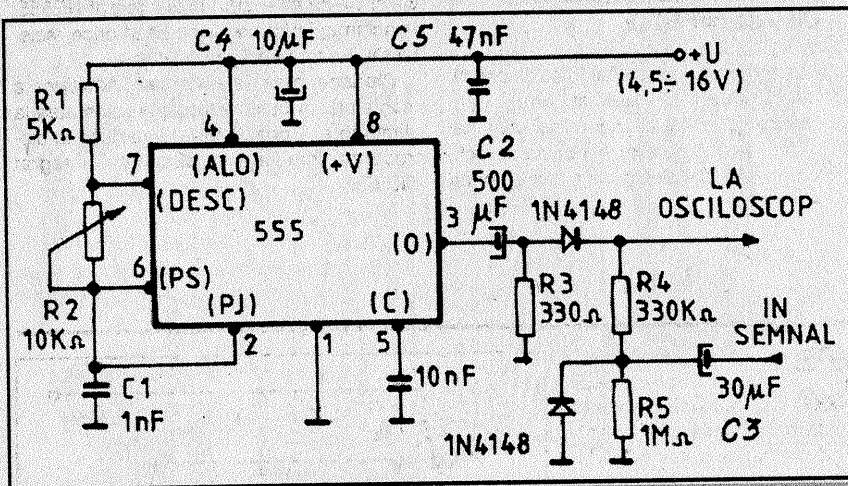 C4 10µF C5 47nF
+U
(4,5÷16V)
R1
5KΩ
4
8
7
(ALO)
(+V)
C2
500
µF
(DESC)
555
3
1N4148
LA
OSCILOSCOP
(O)
6
(PS)
R2
10KΩ
(PJ)
(C)
R3
330Ω
R4
330KΩ
IN
SEMNAL
2
1
5
C1
1nF
10nF
30µF
C3
1N4148
R5
1MΩ